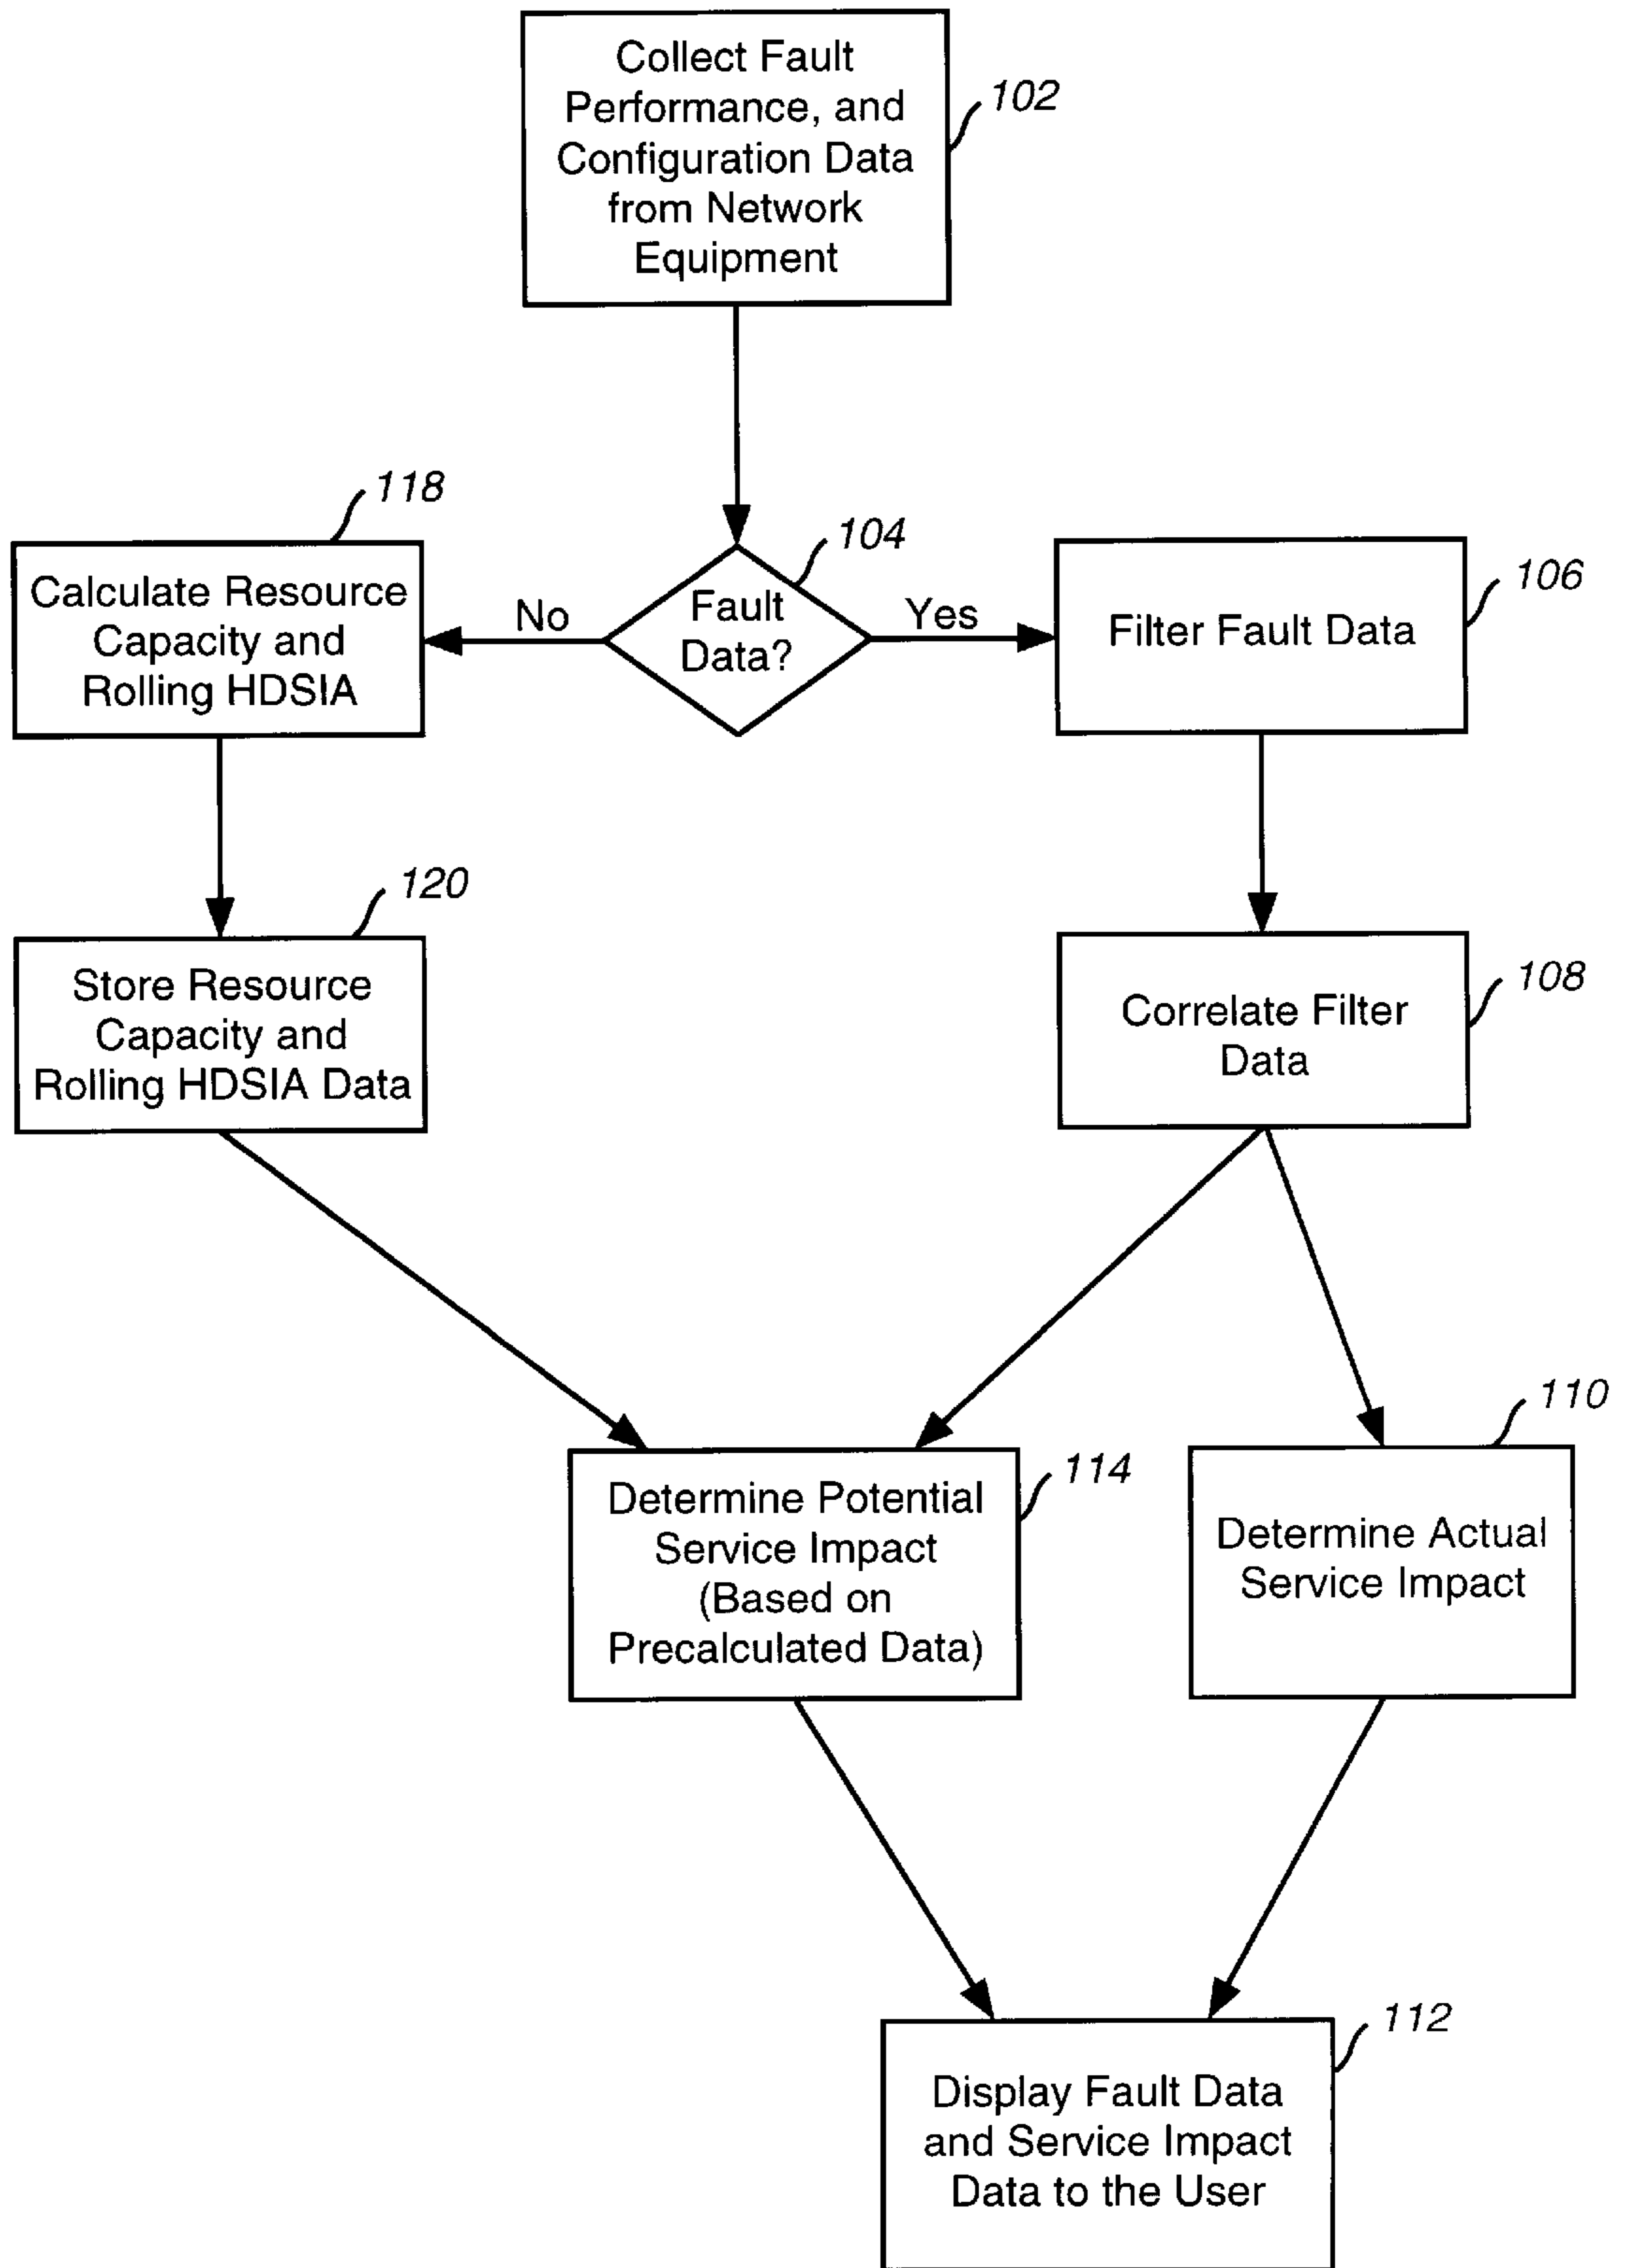 Collect Fault
Performance, and
Configuration Data
from Network
Equipment
102
118
104
Calculate Resource
Capacity and
Rolling HDSIA
No
Fault
Data?
Yes
Filter Fault Data
106
120
Store Resource
Capacity and
Rolling HDSIA Data
Correlate Filter
Data
108
110
Determine Potential
Service Impact
(Based on
Precalculated Data)
114
Determine Actual
Service Impact
112
Display Fault Data
and Service Impact
Data to the User